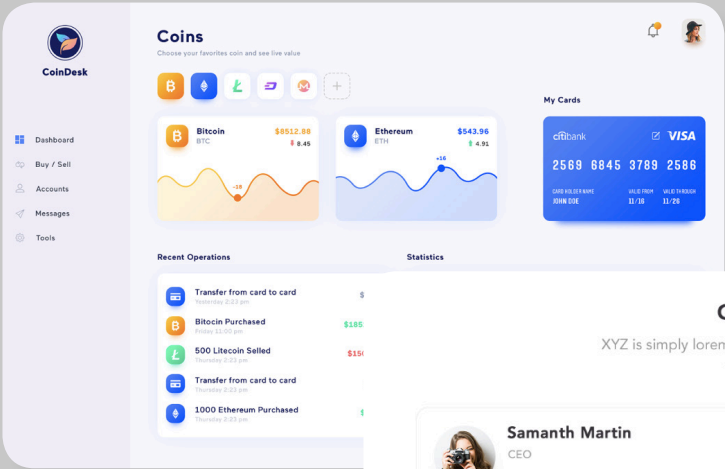 CoinDesk
Dashboard
Buy / Sell
Accounts
Messages
Tools
Coins
Choose your favorites coin and see live value
Bitcoin
BTC
$8512.88
8.45
-18
Ethereum
ETH
$543.96
4.91
+16
My Cards
citibank
VISA
2569 6845 3789 2586
CARD HOLDER NAME
JOHN DOE
VALID FROM
11/16
VALID THROUGH
11/26
Recent Operations
Transfer from card to card
Yesterday 2:23 pm
$
Bitocin Purchased
Friday 11:00 pm
$185
500 Litecoin Selled
Thursday 2:23 pm
$150
Transfer from card to card
Thursday 2:23 pm
1000 Ethereum Purchased
Thursday 2:23 pm
Statistics
XYZ is simply lorem
Samanth Martin
CEO